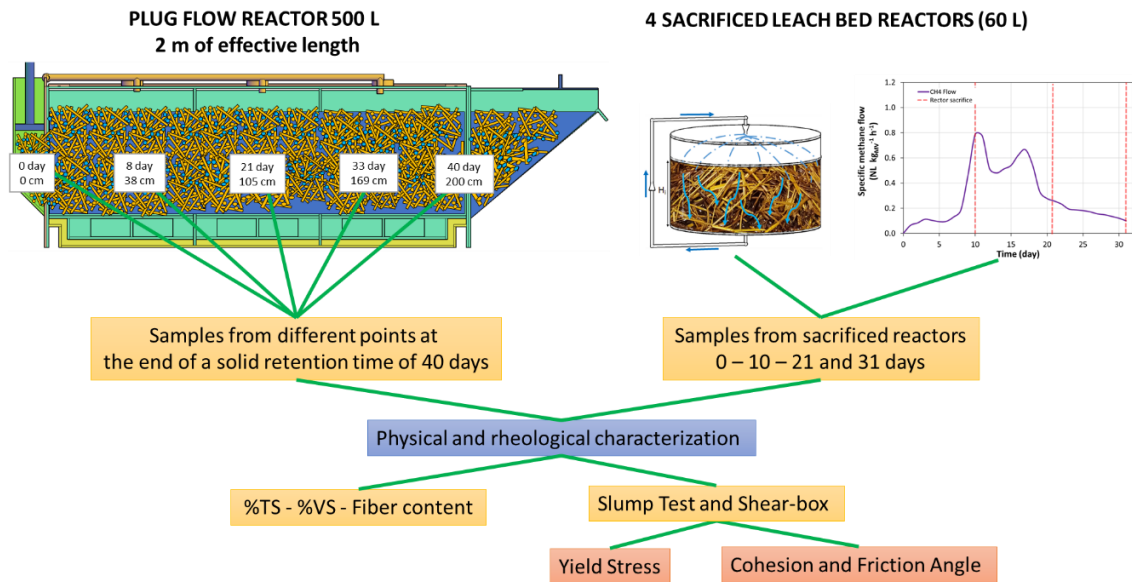 PLUG FLOW REACTOR 500 L
2 m of effective length
4 SACRIFICED LEACH BED REACTORS (60 L)
0 day
0 cm
8 day
38 cm
21 day
105 cm
33 day
169 cm
40 day
200 cm
H
Specific methane flow
(NL kg
h⁻¹)
1.2
1.0
0.8
0.6
0.4
0.2
0.0
CH4 Flow
Rector sacrifice
0 5 10 15 20 25 30
Time (day)
Samples from different points at
the end of a solid retention time of 40 days
Samples from sacrificed reactors
0 – 10 – 21 and 31 days
Physical and rheological characterization
%TS - %VS - Fiber content
Slump Test and Shear-box
Yield Stress
Cohesion and Friction Angle